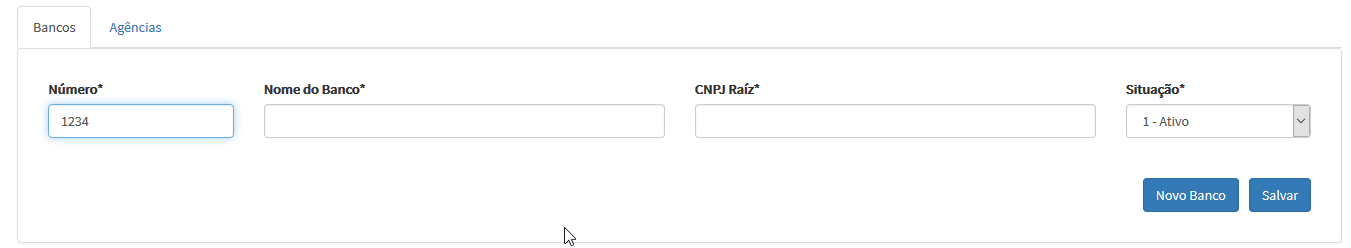 Bancos Agências
Número* Nome do Banco* CNPJ Raíz* Situação*
1234 1 - Ativo
Novo Banco Salvar